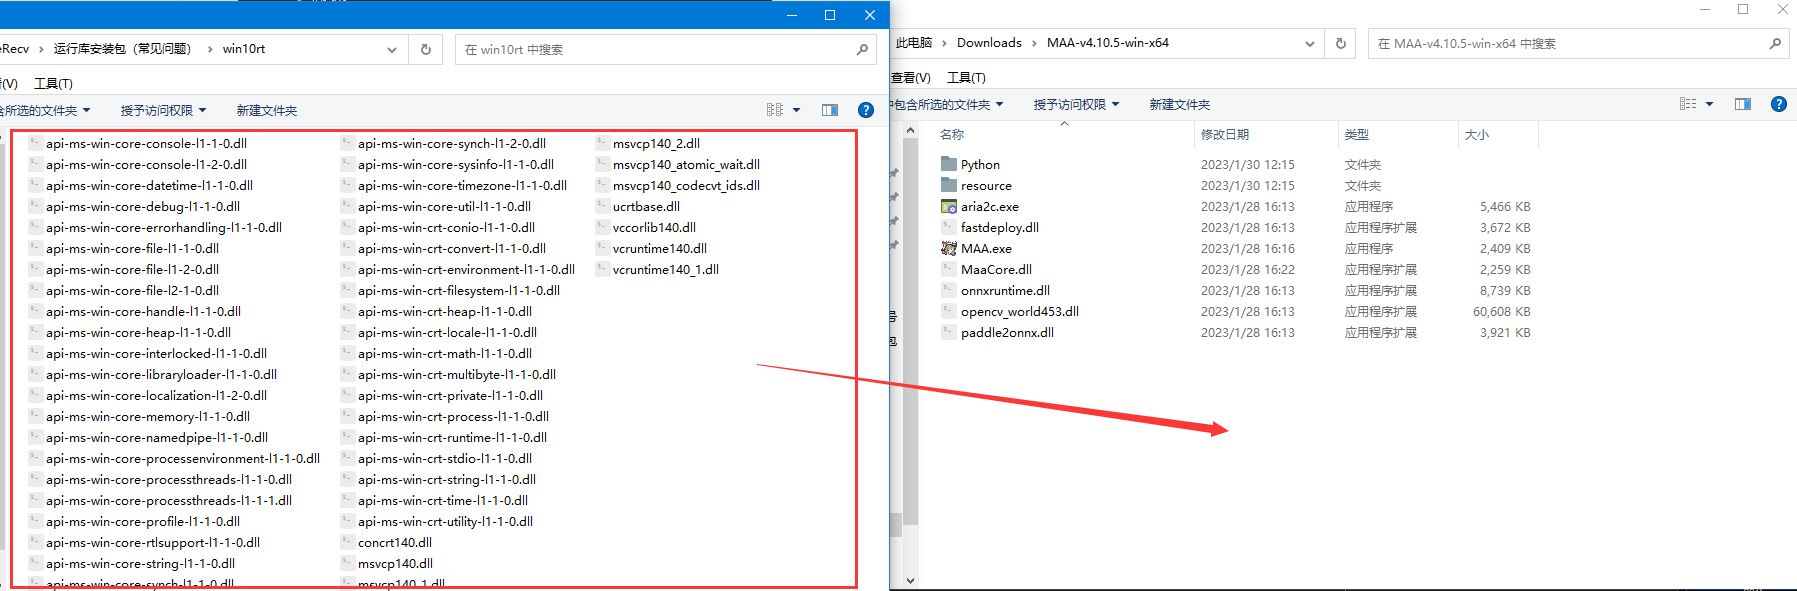 eRecv › 运行库安装包（常见问题） › win10rt
在 win10rt 中搜索
(V) 工具(T)
含所选的文件夹 授予访问权限 新建文件夹
api-ms-win-core-console-l1-1-0.dll
api-ms-win-core-console-l1-2-0.dll
api-ms-win-core-datetime-l1-1-0.dll
api-ms-win-core-debug-l1-1-0.dll
api-ms-win-core-errorhandling-l1-1-0.dll
api-ms-win-core-file-l1-1-0.dll
api-ms-win-core-file-l1-2-0.dll
api-ms-win-core-file-l2-1-0.dll
api-ms-win-core-handle-l1-1-0.dll
api-ms-win-core-heap-l1-1-0.dll
api-ms-win-core-interlocked-l1-1-0.dll
api-ms-win-core-libraryloader-l1-1-0.dll
api-ms-win-core-localization-l1-2-0.dll
api-ms-win-core-memory-l1-1-0.dll
api-ms-win-core-namedpipe-l1-1-0.dll
api-ms-win-core-processenvironment-l1-1-0.dll
api-ms-win-core-processthreads-l1-1-0.dll
api-ms-win-core-processthreads-l1-1-1.dll
api-ms-win-core-profile-l1-1-0.dll
api-ms-win-core-rtlsupport-l1-1-0.dll
api-ms-win-core-string-l1-1-0.dll
api-ms-win-core-synch-l1-1-0.dll
api-ms-win-core-synch-l1-2-0.dll
api-ms-win-core-sysinfo-l1-1-0.dll
api-ms-win-core-timezone-l1-1-0.dll
api-ms-win-core-util-l1-1-0.dll
api-ms-win-crt-conio-l1-1-0.dll
api-ms-win-crt-convert-l1-1-0.dll
api-ms-win-crt-environment-l1-1-0.dll
api-ms-win-crt-filesystem-l1-1-0.dll
api-ms-win-crt-heap-l1-1-0.dll
api-ms-win-crt-locale-l1-1-0.dll
api-ms-win-crt-math-l1-1-0.dll
api-ms-win-crt-multibyte-l1-1-0.dll
api-ms-win-crt-private-l1-1-0.dll
api-ms-win-crt-process-l1-1-0.dll
api-ms-win-crt-runtime-l1-1-0.dll
api-ms-win-crt-stdio-l1-1-0.dll
api-ms-win-crt-string-l1-1-0.dll
api-ms-win-crt-time-l1-1-0.dll
api-ms-win-crt-utility-l1-1-0.dll
concrt140.dll
msvcp140.dll
msvcp140_1.dll
msvcp140_2.dll
msvcp140_atomic_wait.dll
msvcp140_codecvt_ids.dll
ucrtbase.dll
vccorlib140.dll
vcruntime140.dll
vcruntime140_1.dll
此电脑 › Downloads › MAA-v4.10.5-win-x64
在 MAA-v4.10.5-win-x64 中搜索
查看(V) 工具(T)
中包含所选的文件夹 授予访问权限 新建文件夹
名称 修改日期 类型 大小
Python 2023/1/30 12:15 文件夹
resource 2023/1/30 12:15 文件夹
aria2c.exe 2023/1/28 16:13 应用程序 5,466 KB
fastdeploy.dll 2023/1/28 16:13 应用程序扩展 3,672 KB
MAA.exe 2023/1/28 16:16 应用程序 2,409 KB
MaaCore.dll 2023/1/28 16:22 应用程序扩展 2,259 KB
onnxruntime.dll 2023/1/28 16:13 应用程序扩展 8,739 KB
opencv_world453.dll 2023/1/28 16:13 应用程序扩展 60,608 KB
paddle2onnx.dll 2023/1/28 16:13 应用程序扩展 3,921 KB
号
包